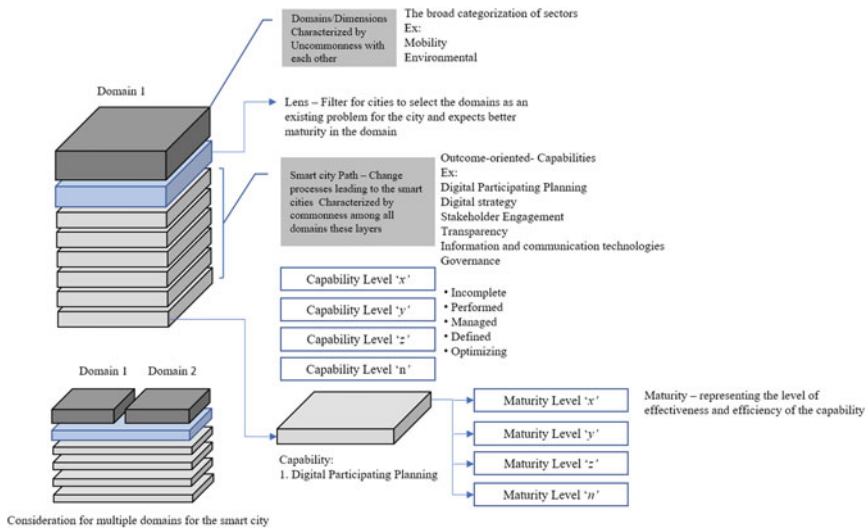 Domains/Dimensions
Characterized by
Uncommonness with
each other
The broad categorization of sectors
Ex:
Mobility
Environmental
Domain 1
Lens – Filter for cities to select the domains as an
existing problem for the city and expects better
maturity in the domain
Smart city Path – Change
processes leading to the smart
cities Characterized by
commonness among all
domains these layers
Outcome-oriented- Capabilities
Ex:
Digital Participating Planning
Digital strategy
Stakeholder Engagement
Transparency
Information and communication technologies
Governance
Capability Level ‘x’
Capability Level ‘y’
Capability Level ‘z’
Capability Level ‘n’
• Incomplete
• Performed
• Managed
• Defined
• Optimizing
Domain 1
Domain 2
Capability:
1. Digital Participating Planning
Maturity Level ‘x’
Maturity Level ‘y’
Maturity Level ‘z’
Maturity Level ‘n’
Maturity – representing the level of
effectiveness and efficiency of the capability
Consideration for multiple domains for the smart city